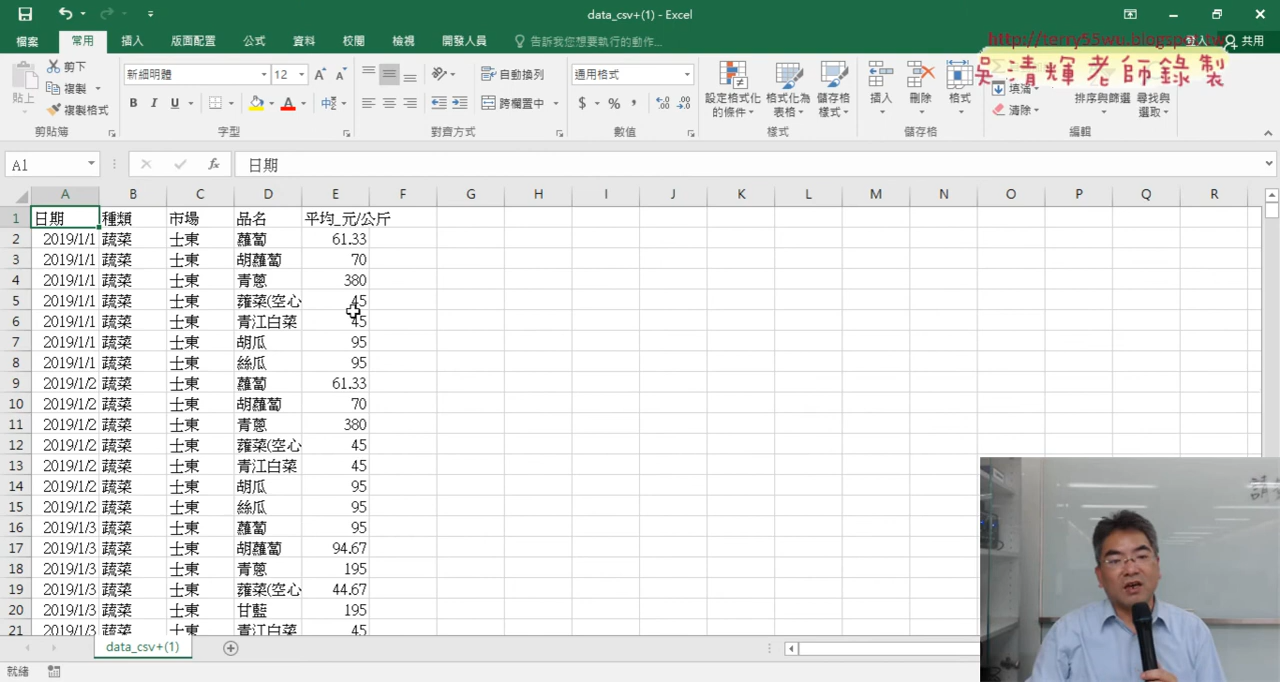 data_csv+(1) - Excel
http://terry55wu.blogspot.tw
檔案 常用 插入 版面配置 公式 資料 校閱 檢視 開發人員 告訴我您想要執行的動作... 登入 共用
吳清輝老師錄製
貼上 剪下 複製 複製格式
新細明體 12
B I U 中
自動換列
跨欄置中
通用格式
$ % ,
設定格式化的條件 格式化為表格 儲存格樣式
插入 刪除 格式
填滿 清除
排序與篩選 尋找與選取
剪貼簿 字型 對齊方式 數值 樣式 儲存格 編輯
A1 fx 日期
A B C D E F G H I J K L M N O P Q R
1 日期 種類 市場 品名 平均_元/公斤
2 2019/1/1 蔬菜 士東 蘿蔔 61.33
3 2019/1/1 蔬菜 士東 胡蘿蔔 70
4 2019/1/1 蔬菜 士東 青蔥 380
5 2019/1/1 蔬菜 士東 蕹菜(空心 45
6 2019/1/1 蔬菜 士東 青江白菜 45
7 2019/1/1 蔬菜 士東 胡瓜 95
8 2019/1/1 蔬菜 士東 絲瓜 95
9 2019/1/2 蔬菜 士東 蘿蔔 61.33
10 2019/1/2 蔬菜 士東 胡蘿蔔 70
11 2019/1/2 蔬菜 士東 青蔥 380
12 2019/1/2 蔬菜 士東 蕹菜(空心 45
13 2019/1/2 蔬菜 士東 青江白菜 45
14 2019/1/2 蔬菜 士東 胡瓜 95
15 2019/1/2 蔬菜 士東 絲瓜 95
16 2019/1/3 蔬菜 士東 蘿蔔 95
17 2019/1/3 蔬菜 士東 胡蘿蔔 94.67
18 2019/1/3 蔬菜 士東 青蔥 195
19 2019/1/3 蔬菜 士東 蕹菜(空心 44.67
20 2019/1/3 蔬菜 士東 甘藍 195
21 2019/1/3 蔬菜 士東 青江白菜 45
data_csv+(1)
就緒